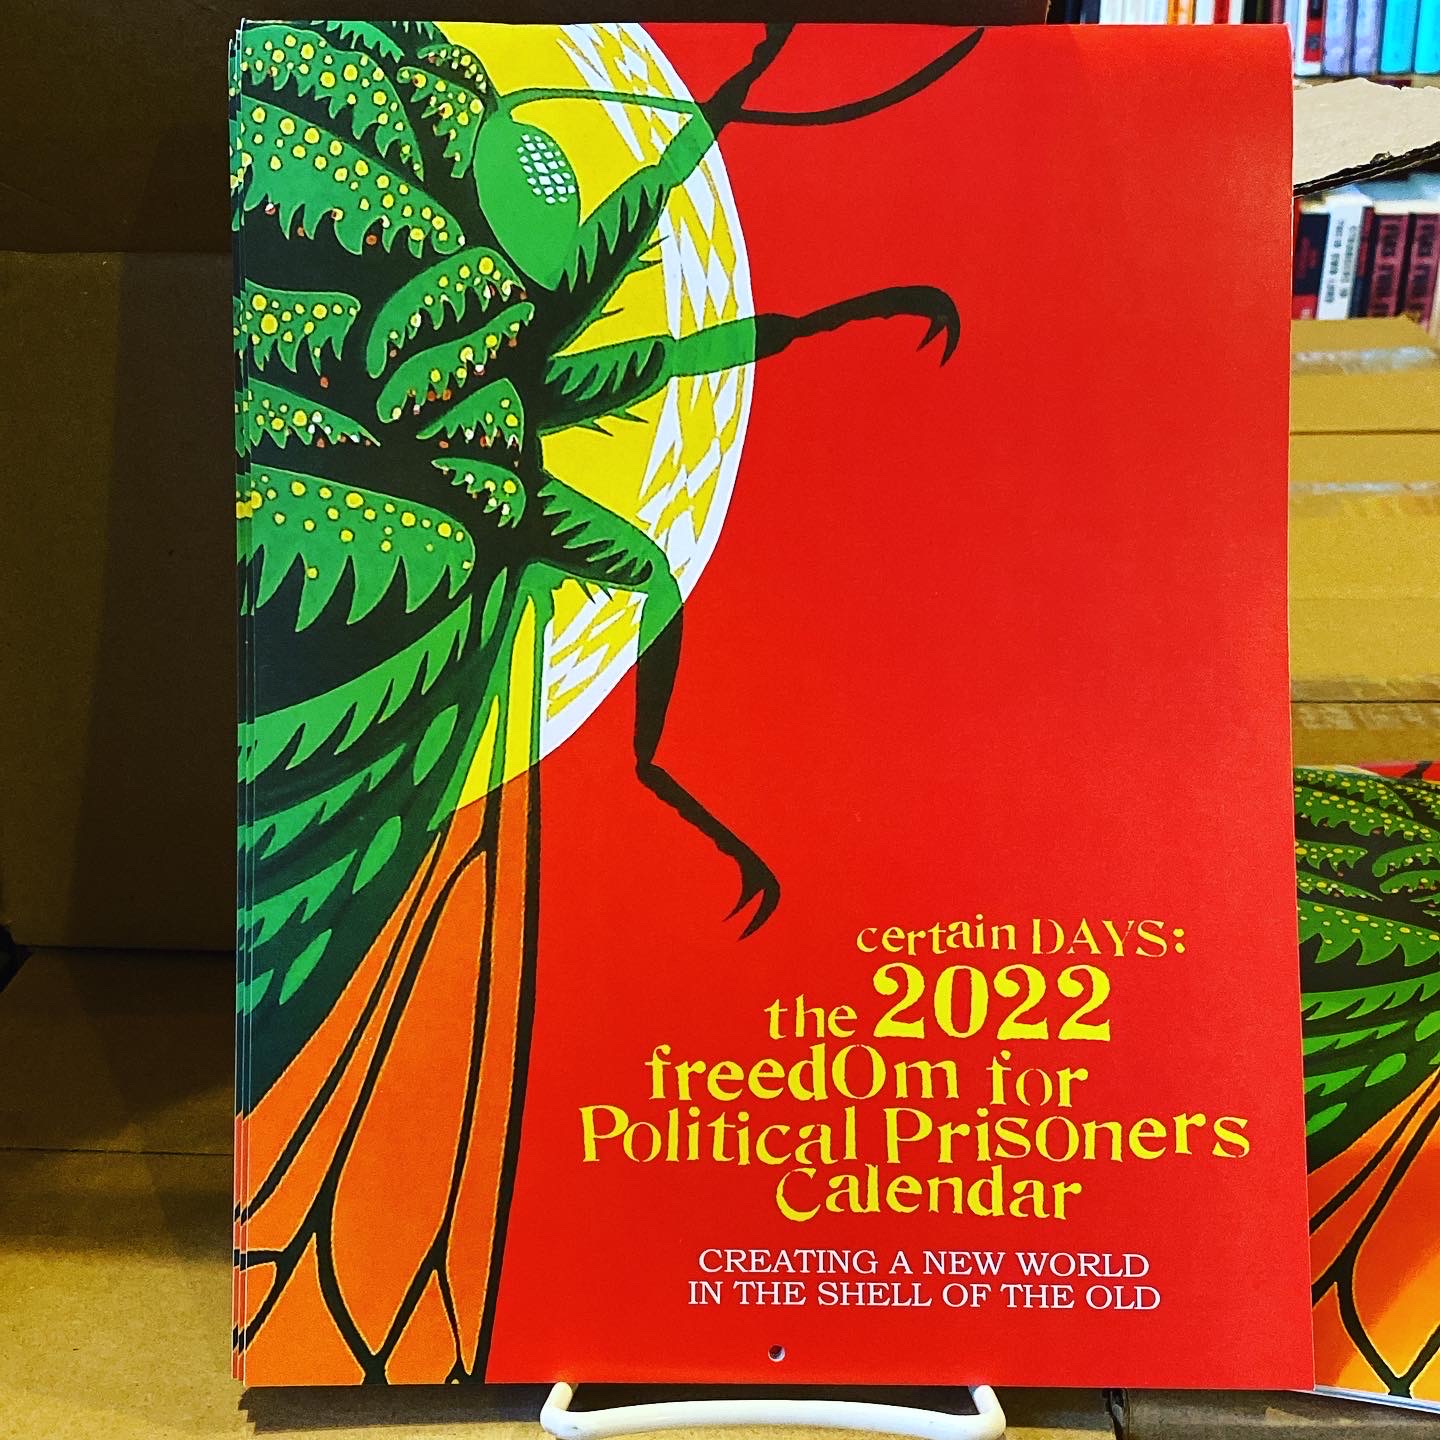 certain DAYS:
the 2022
freedOm for
Political Prisoners
Calendar
CREATING A NEW WORLD
IN THE SHELL OF THE OLD